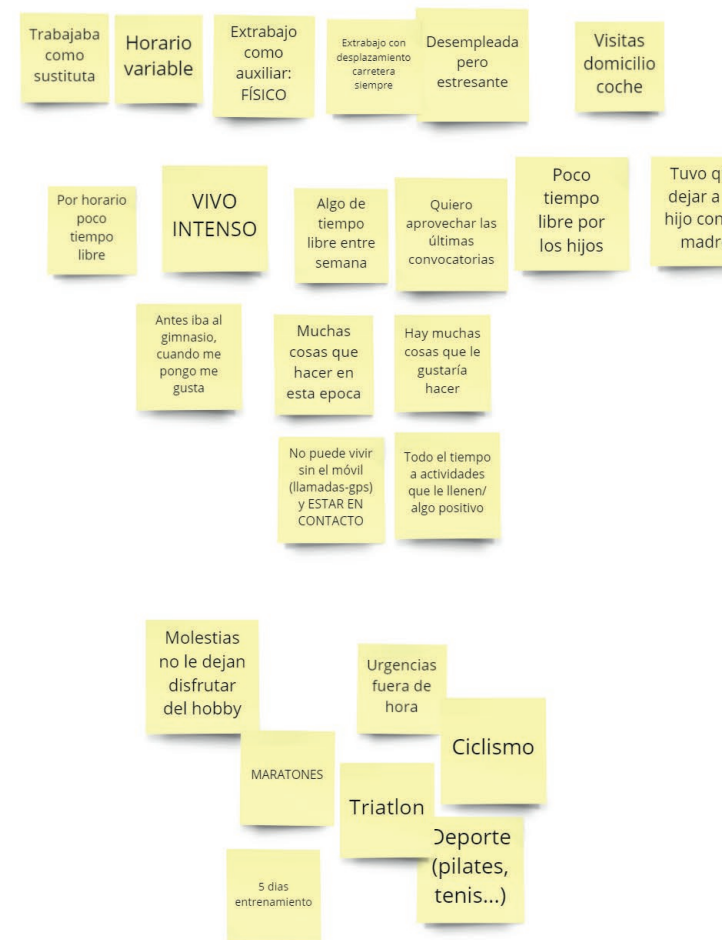 Trabajaba
como
sustituta
Horario
variable
Extrabajo
como
auxiliar:
FÍSICO
Extrabajo con
desplazamiento
carretera
siempre
Desempleada
pero
estresante
Visitas
domicilio
coche
Por horario
poco
tiempo
libre
VIVO
INTENSO
Algo de
tiempo
libre entre
semana
Quiero
aprovechar las
últimas
convocatorias
Poco
tiempo
libre por
los hijos
Tuvo
dejar a
hijo
Antes iba al
gimnasio,
cuando me
pongo me
gusta
Muchas
cosas que
hacer en
esta epoca
Hay muchas
cosas que le
gustaría
hacer
No puede vivir
sin el móvil
(llamadas-gps)
y ESTAR EN
CONTACTO
Todo el tiempo
a actividades
que le llenen/
algo positivo
Molestias
no le dejan
disfrutar
del hobby
Urgencias
fuera de
hora
Ciclismo
MARATONES
Triatlon
Deporte
(pilates,
tenis...)
5 dias
entrenamiento